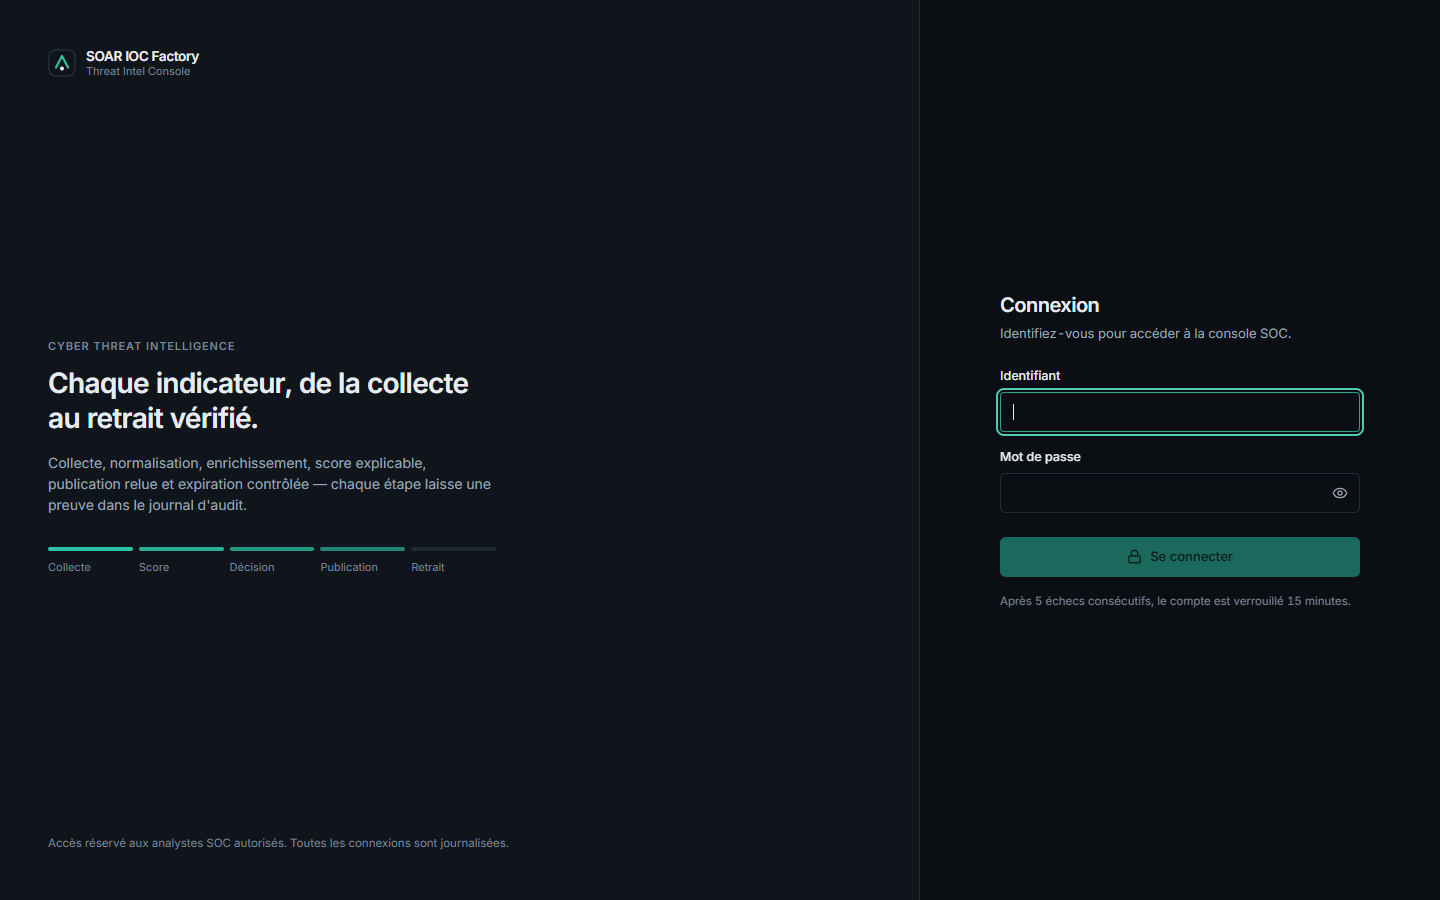 SOAR IOC Factory
Threat Intel Console
CYBER THREAT INTELLIGENCE
Chaque indicateur, de la collecte
au retrait vérifié.
Collecte, normalisation, enrichissement, score explicable,
publication relue et expiration contrôlée — chaque étape laisse une
preuve dans le journal d'audit.
Collecte Score Décision Publication Retrait
Accès réservé aux analystes SOC autorisés. Toutes les connexions sont journalisées.
Connexion
Identifiez-vous pour accéder à la console SOC.
Identifiant
Mot de passe
Se connecter
Après 5 échecs consécutifs, le compte est verrouillé 15 minutes.